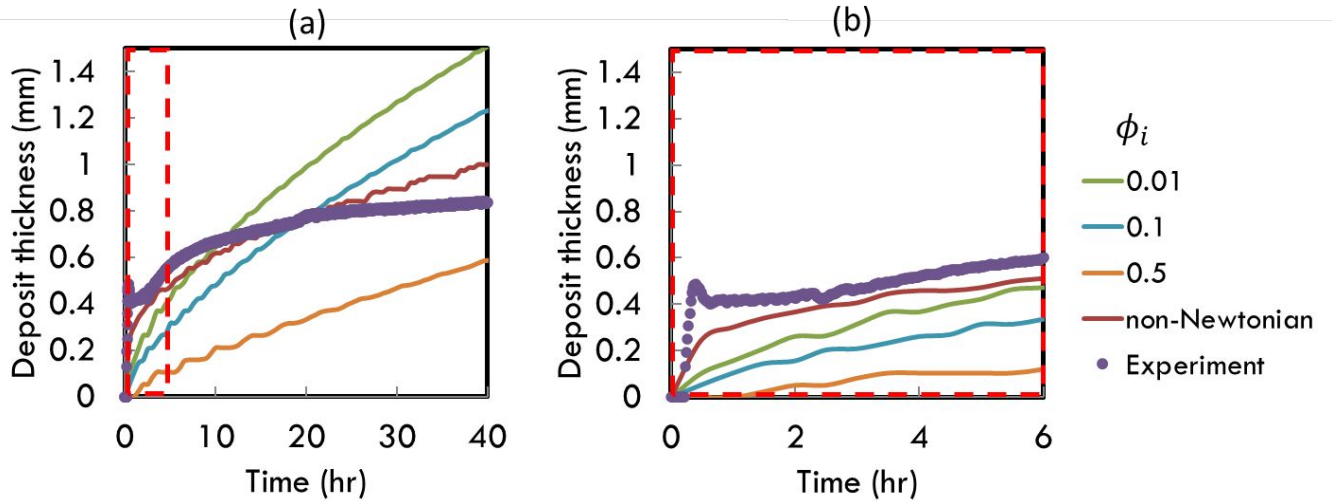 (a)
Deposit thickness (mm)
1.4
1.2
1
0.8
0.6
0.4
0.2
0
0 10 20 30 40
Time (hr)
(b)
Deposit thickness (mm)
1.4
1.2
1
0.8
0.6
0.4
0.2
0
0 2 4 6
Time (hr)
ϕᵢ
0.01
0.1
0.5
non-Newtonian
Experiment